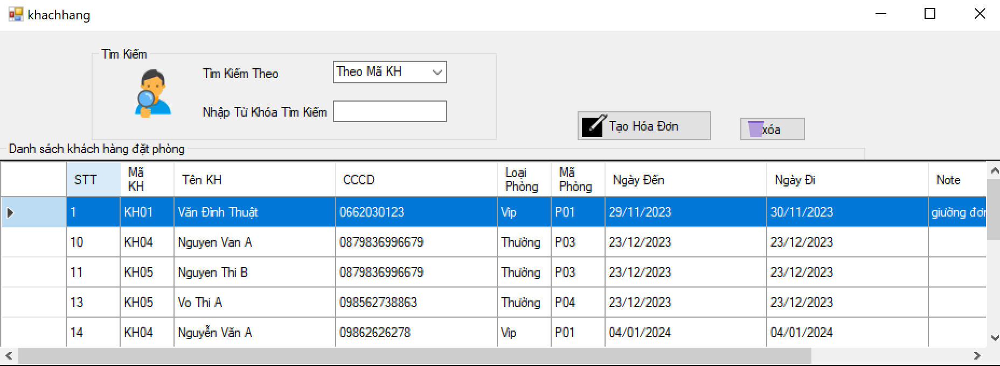 khachhang
Tìm Kiếm
Tìm Kiếm Theo
Theo Mã KH
Nhập Từ Khóa Tìm Kiếm
Tạo Hóa Đơn
xóa
Danh sách khách hàng đặt phòng
STT Mã KH Tên KH CCCD Loại Phòng Mã Phòng Ngày Đến Ngày Đi Note
1 KH01 Văn Đình Thuật 0662030123 Vip P01 29/11/2023 30/11/2023 giường đơn
10 KH04 Nguyen Van A 0879836996679 Thường P03 23/12/2023 23/12/2023
11 KH05 Nguyen Thi B 0879836996679 Thường P03 23/12/2023 23/12/2023
13 KH05 Vo Thi A 098562738863 Thường P04 23/12/2023 23/12/2023
14 KH04 Nguyễn Văn A 09862626278 Vip P01 04/01/2024 04/01/2024